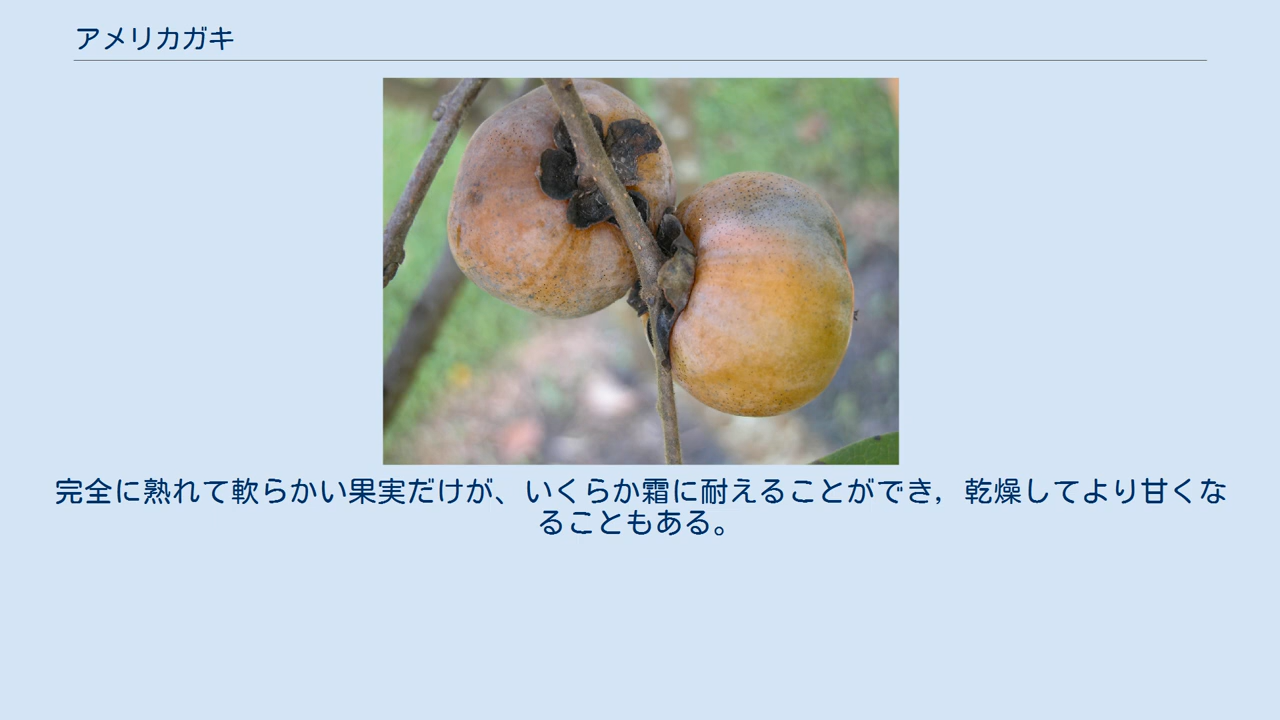 アメリカガキ
完全に熟れて軟らかい果実だけが、いくらか霜に耐えることができ，乾燥してより甘くな
ることもある。